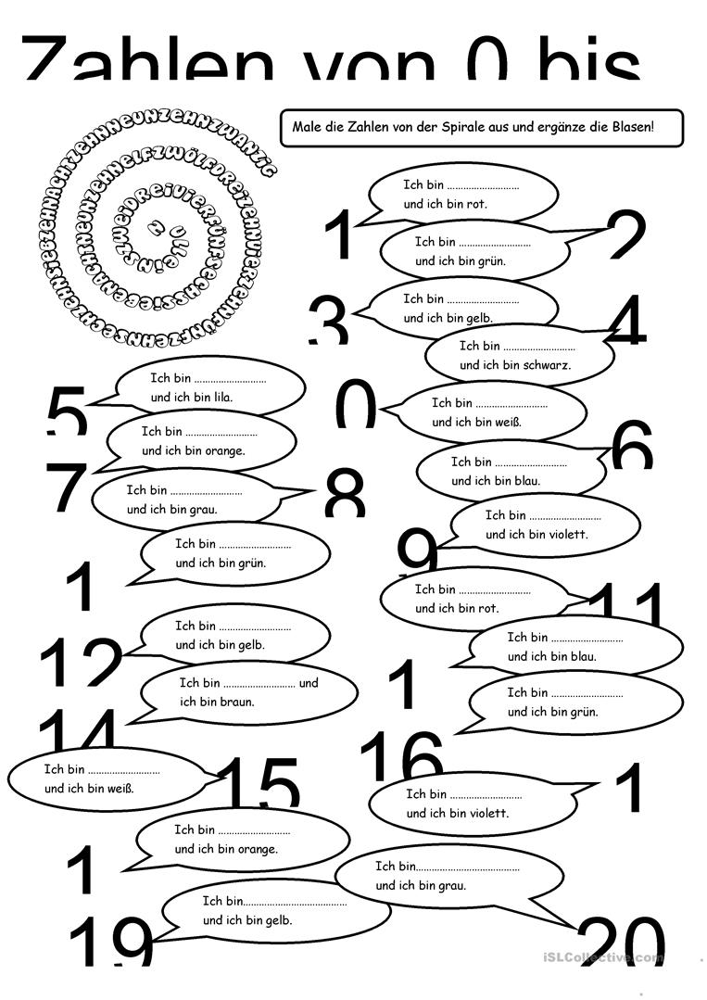 Zahlen von 0 bis
NULLEiNSZWEiDREiViERFÜNFSECHSSiEBENACHTNEUNZEHNELFZWÖLFDREiZEHNViERZEHNFÜNFZEHNSECHZEHNSiEBZEHNACHTZEHNNEUNZEHNZWANZiG
Male die Zahlen von der Spirale aus und ergänze die Blasen!
Ich bin ...........................
und ich bin rot.
1
Ich bin ...........................
und ich bin grün.
2
Ich bin ...........................
und ich bin gelb.
3
Ich bin ...........................
und ich bin schwarz.
4
Ich bin ...........................
und ich bin lila.
5
Ich bin ...........................
und ich bin weiß.
0
Ich bin ...........................
und ich bin orange.
7
Ich bin ...........................
und ich bin blau.
6
Ich bin ...........................
und ich bin grau.
8
Ich bin ...........................
und ich bin violett.
9
Ich bin ...........................
und ich bin grün.
1
Ich bin ...........................
und ich bin rot.
11
Ich bin ...........................
und ich bin gelb.
12
Ich bin ...........................
und ich bin blau.
1
Ich bin ........................... und
ich bin braun.
14
Ich bin ...........................
und ich bin grün.
16
Ich bin ...........................
und ich bin weiß.
15
Ich bin ...........................
und ich bin violett.
1
Ich bin ...........................
und ich bin orange.
1
Ich bin.......................................
und ich bin grau.
20
Ich bin.......................................
und ich bin gelb.
19
iSLCollective.com